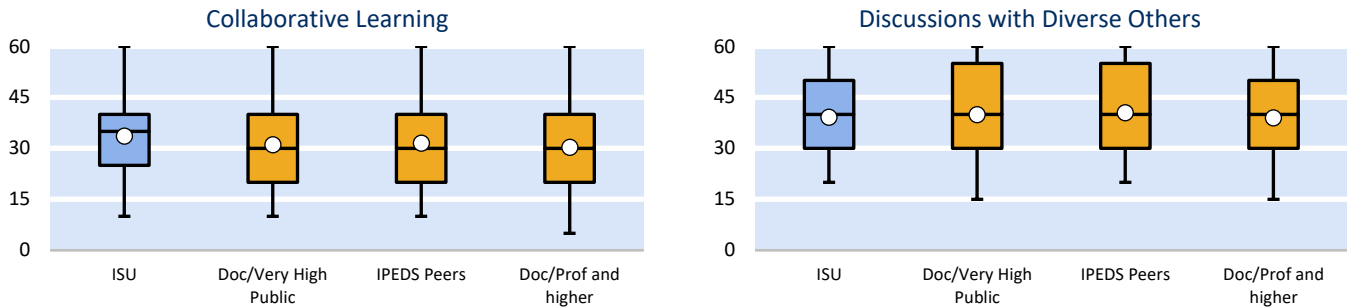 Collaborative Learning
60
45
30
15
0
ISU
Doc/Very High
Public
IPEDS Peers
Doc/Prof and
higher
Discussions with Diverse Others
60
45
30
15
0
ISU
Doc/Very High
Public
IPEDS Peers
Doc/Prof and
higher